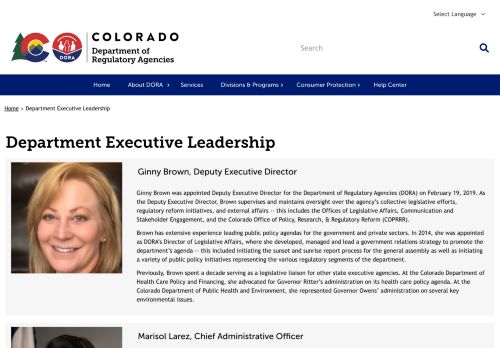 Select Language
COLORADO
Department of
Regulatory Agencies
DORA
Search
Home
About DORA
Services
Divisions & Programs
Consumer Protection
Help Center
Home › Department Executive Leadership
Department Executive Leadership
Ginny Brown, Deputy Executive Director
Ginny Brown was appointed Deputy Executive Director for the Department of Regulatory Agencies (DORA) on February 19, 2019. As
the Deputy Executive Director, Brown supervises and maintains oversight over the agency's collective legislative efforts,
regulatory reform initiatives, and external affairs -- this includes the Offices of Legislative Affairs, Communication and
Stakeholder Engagement, and the Colorado Office of Policy, Research, & Regulatory Reform (COPRRR).
Brown has extensive experience leading public policy agendas for the government and private sectors. In 2014, she was appointed
as DORA's Director of Legislative Affairs, where she developed, managed and lead a government relations strategy to promote the
department's agenda -- this included initiating the sunset and sunrise report process for the general assembly as well as initiating
a variety of public policy initiatives representing the various regulatory segments of the department.
Previously, Brown spent a decade serving as a legislative liaison for other state executive agencies. At the Colorado Department of
Health Care Policy and Financing, she advocated for Governor Ritter's administration on its health care policy agenda. At the
Colorado Department of Public Health and Environment, she represented Governor Owens' administration on several key
environmental issues.
Marisol Larez, Chief Administrative Officer